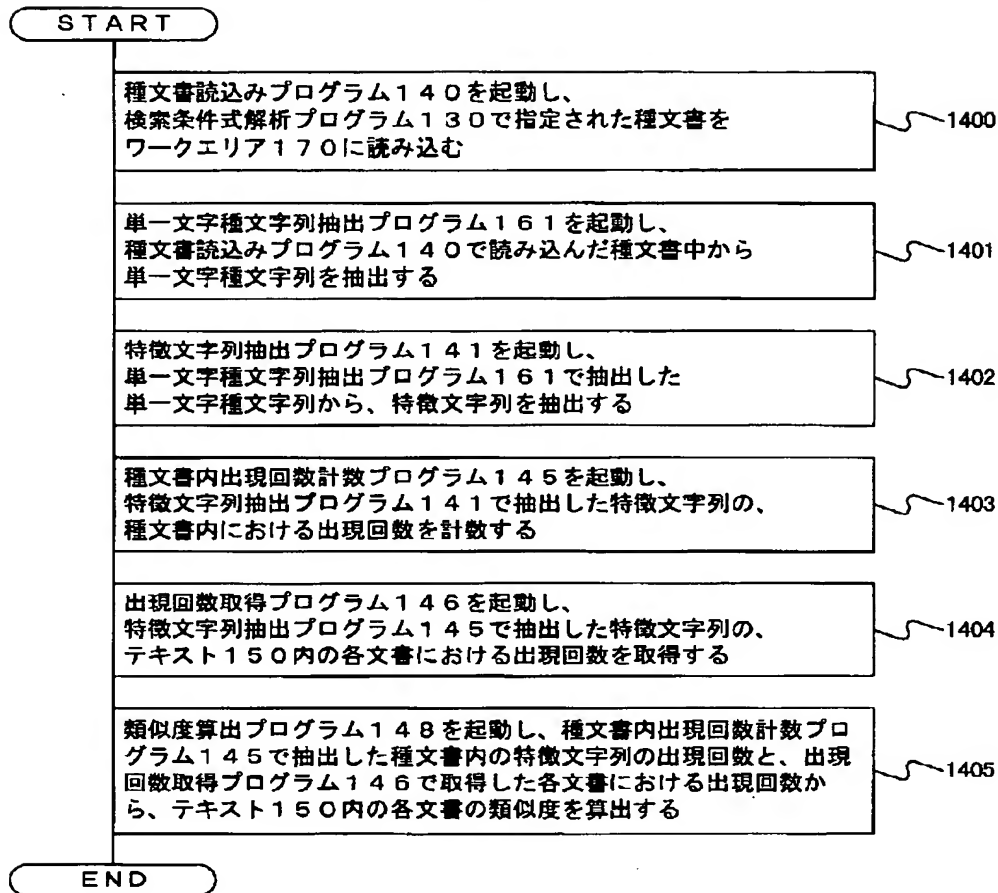 START
種文書読込みプログラム140を起動し、
検索条件式解析プログラム130で指定された種文書を
ワークエリア170に読み込む
1400
単一文字種文字列抽出プログラム161を起動し、
種文書読込みプログラム140で読み込んだ種文書中から
単一文字種文字列を抽出する
1401
特徴文字列抽出プログラム141を起動し、
単一文字種文字列抽出プログラム161で抽出した
単一文字種文字列から、特徴文字列を抽出する
1402
種文書内出現回数計数プログラム145を起動し、
特徴文字列抽出プログラム141で抽出した特徴文字列の、
種文書内における出現回数を計数する
1403
出現回数取得プログラム146を起動し、
特徴文字列抽出プログラム145で抽出した特徴文字列の、
テキスト150内の各文書における出現回数を取得する
1404
類似度算出プログラム148を起動し、種文書内出現回数計数プロ
グラム145で抽出した種文書内の特徴文字列の出現回数と、出現
回数取得プログラム146で取得した各文書における出現回数か
ら、テキスト150内の各文書の類似度を算出する
1405
END